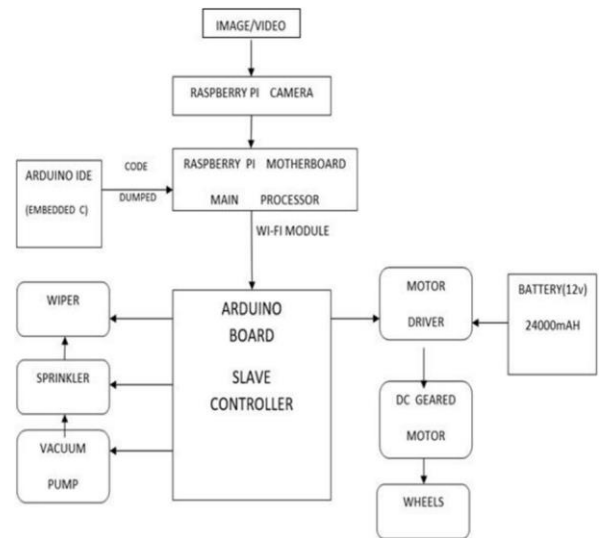 IMAGE/VIDEO
RASPBERRY PI CAMERA
ARDUINO IDE
(EMBEDDED C)
CODE
DUMPED
RASPBERRY PI MOTHERBOARD
MAIN PROCESSOR
WI-FI MODULE
WIPER
SPRINKLER
VACUUM
PUMP
ARDUINO
BOARD
SLAVE
CONTROLLER
MOTOR
DRIVER
BATTERY(12v)
24000mAH
DC GEARED
MOTOR
WHEELS